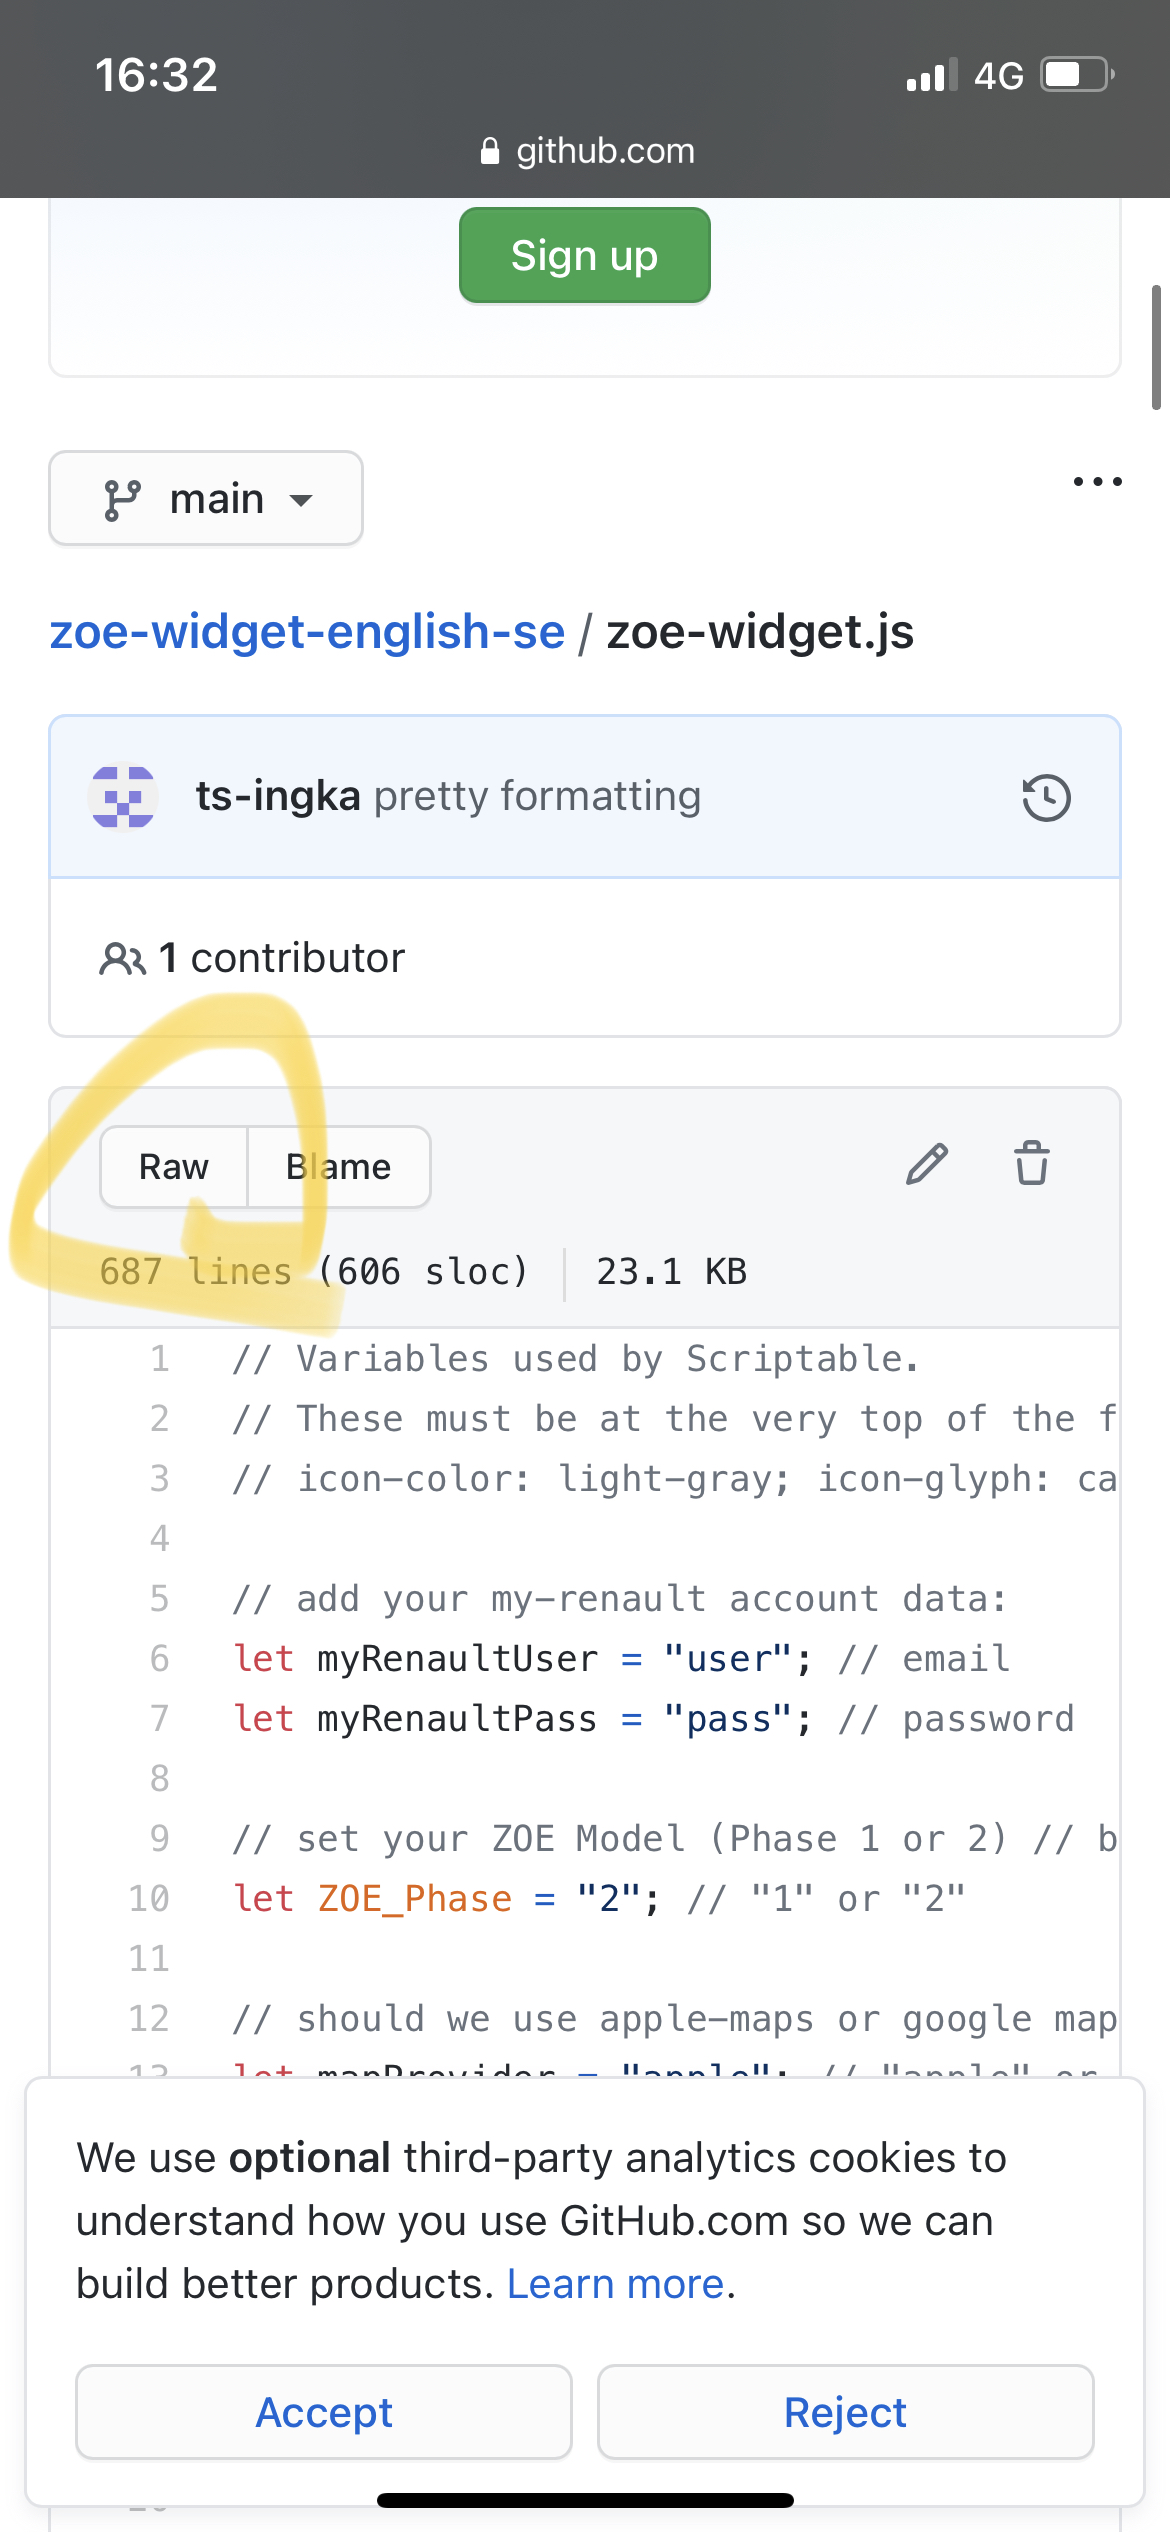 16:32
4G
github.com
Sign up
main
zoe-widget-english-se / zoe-widget.js
ts-ingka pretty formatting
1 contributor
Raw Blame
687 lines (606 sloc) 23.1 KB
1 // Variables used by Scriptable.
2 // These must be at the very top of the f
3 // icon-color: light-gray; icon-glyph: ca
4
5 // add your my-renault account data:
6 let myRenaultUser = "user"; // email
7 let myRenaultPass = "pass"; // password
8
9 // set your ZOE Model (Phase 1 or 2) // b
10 let ZOE_Phase = "2"; // "1" or "2"
11
12 // should we use apple-maps or google map
13 let mapProvider = "apple"; // "apple" or
We use optional third-party analytics cookies to
understand how you use GitHub.com so we can
build better products. Learn more.
Accept Reject